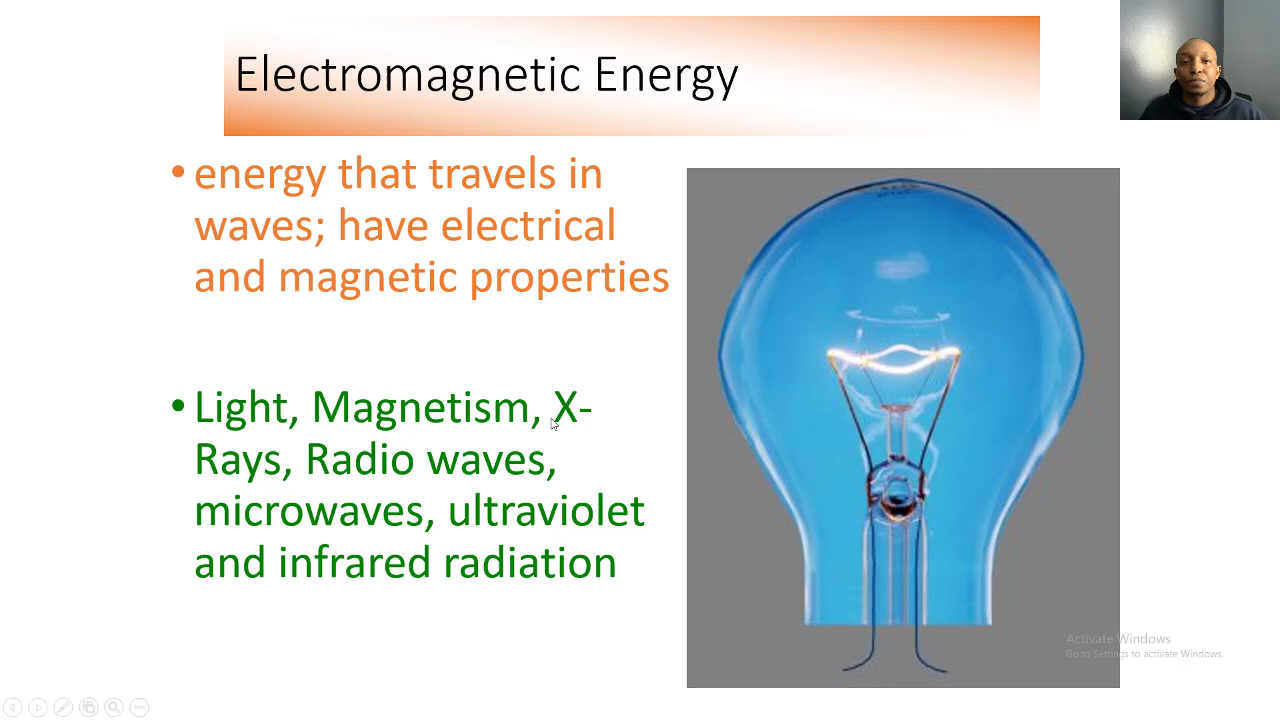 Electromagnetic Energy
• energy that travels in
waves; have electrical
and magnetic properties
• Light, Magnetism, X-
Rays, Radio waves,
microwaves, ultraviolet
and infrared radiation
Activate Windows
Go to Settings to activate Windows.